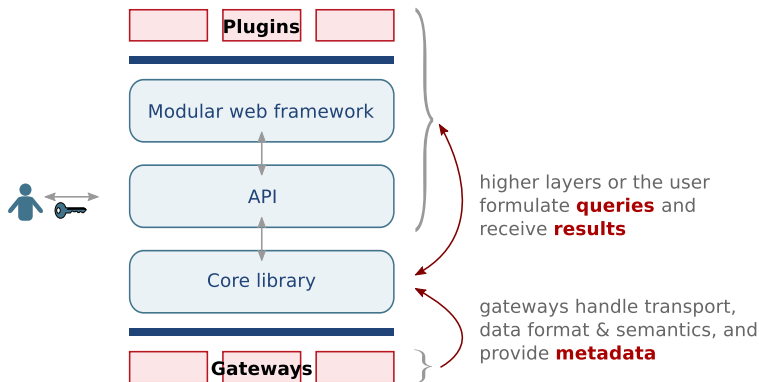 Plugins
Modular web framework
API
Core library
Gateways
higher layers or the user
formulate queries and
receive results
gateways handle transport,
data format & semantics, and
provide metadata